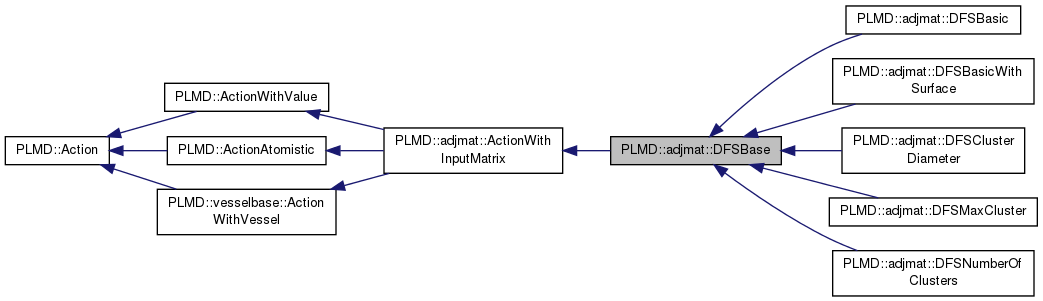 PLMD::Action
PLMD::ActionWithValue
PLMD::ActionAtomistic
PLMD::vesselbase::Action
WithVessel
PLMD::adjmat::ActionWith
InputMatrix
PLMD::adjmat::DFSBase
PLMD::adjmat::DFSBasic
PLMD::adjmat::DFSBasicWith
Surface
PLMD::adjmat::DFSCluster
Diameter
PLMD::adjmat::DFSMaxCluster
PLMD::adjmat::DFSNumberOf
Clusters